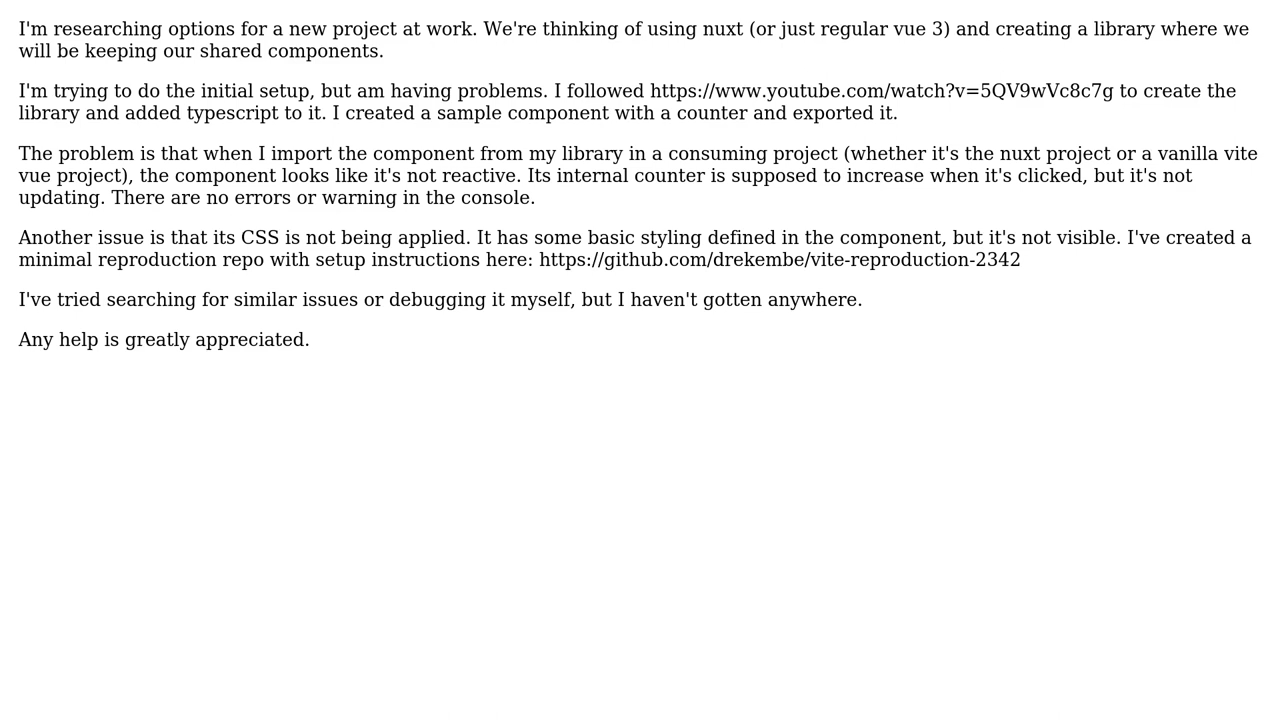 I'm researching options for a new project at work. We're thinking of using nuxt (or just regular vue 3) and creating a library where we
will be keeping our shared components.
I'm trying to do the initial setup, but am having problems. I followed https://www.youtube.com/watch?v=5QV9wVc8c7g to create the
library and added typescript to it. I created a sample component with a counter and exported it.
The problem is that when I import the component from my library in a consuming project (whether it's the nuxt project or a vanilla vite
vue project), the component looks like it's not reactive. Its internal counter is supposed to increase when it's clicked, but it's not
updating. There are no errors or warning in the console.
Another issue is that its CSS is not being applied. It has some basic styling defined in the component, but it's not visible. I've created a
minimal reproduction repo with setup instructions here: https://github.com/drekembe/vite-reproduction-2342
I've tried searching for similar issues or debugging it myself, but I haven't gotten anywhere.
Any help is greatly appreciated.